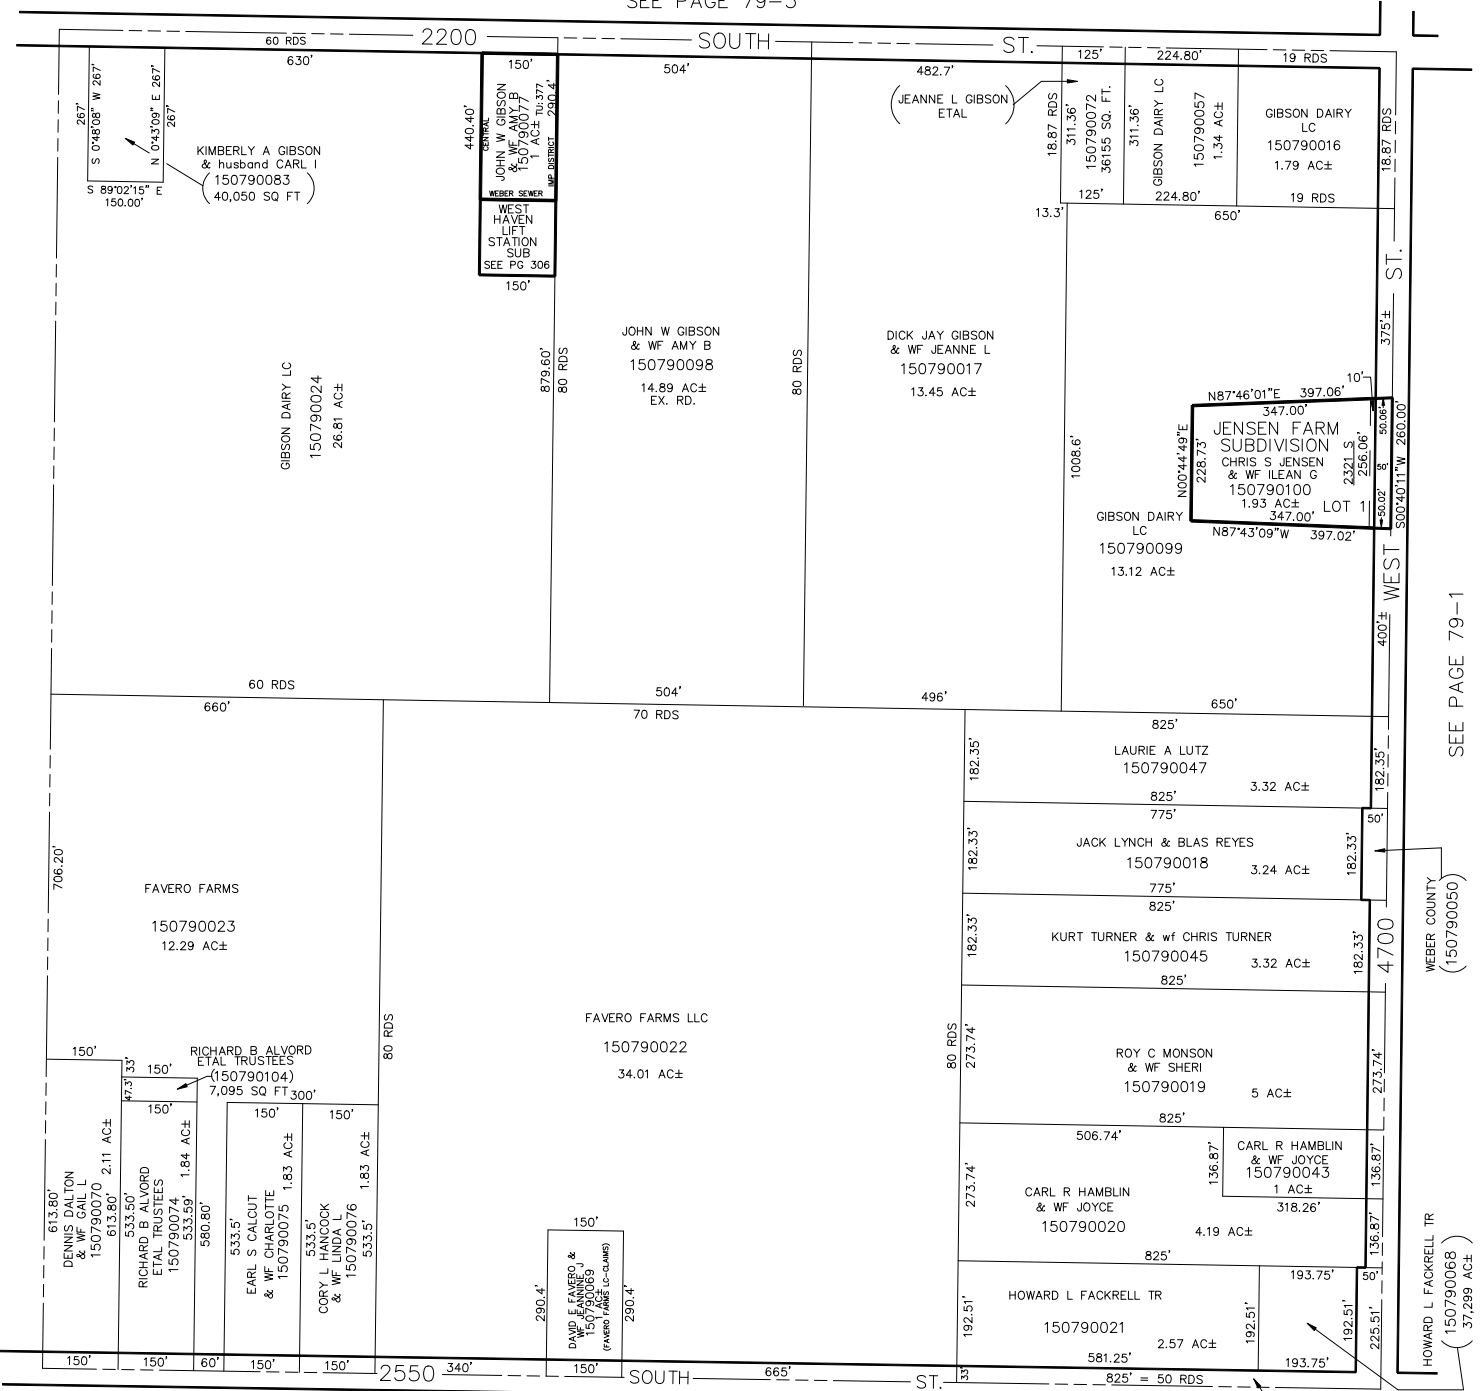 SEE PAGE 79-5
60 RDS
2200
SOUTH
ST.
630'
150'
504'
482.7'
125'
224.80'
19 RDS
267'
S 0°48'08" W 267'
N 0°43'09" E 267'
267'
S 89°02'15" E
150.00'
KIMBERLY A GIBSON
& husband CARL I
150790083
40,050 SQ FT
440.40'
CENTRAL
JOHN W GIBSON
& WF AMY B
150790077
1 AC± TU:377
290.4'
IMP DISTRICT
WEBER SEWER
WEST
HAVEN
LIFT
STATION
SUB
SEE PG 306
150'
(JEANNE L GIBSON
ETAL)
18.87 RDS
311.36'
150790072
36155 SQ. FT.
125'
311.36'
GIBSON DAIRY LC
150790057
1.34 AC±
224.80'
GIBSON DAIRY
LC
150790016
1.79 AC±
19 RDS
18.87 RDS
13.3'
650'
GIBSON DAIRY LC
150790024
26.81 AC±
879.60'
80 RDS
JOHN W GIBSON
& WF AMY B
150790098
14.89 AC±
EX. RD.
80 RDS
DICK JAY GIBSON
& WF JEANNE L
150790017
13.45 AC±
1008.6'
GIBSON DAIRY
LC
150790099
13.12 AC±
N87°46'01"E 397.06'
10'
347.00'
JENSEN FARM
SUBDIVISION
CHRIS S JENSEN
& WF ILEAN G
150790100
1.93 AC±
LOT 1
347.00'
N87°43'09"W 397.02'
N00°44'49"E
228.73'
2321 S
256.06'
50.06'
50'
50.02'
S00°40'11"W 260.00'
375'±
400'±
ST.
WEST
4700
SEE PAGE 79-1
60 RDS
660'
504'
70 RDS
496'
650'
825'
182.35'
LAURIE A LUTZ
150790047
3.32 AC±
825'
182.35'
775'
50'
182.33'
JACK LYNCH & BLAS REYES
150790018
3.24 AC±
775'
182.33'
825'
182.33'
KURT TURNER & wf CHRIS TURNER
150790045
3.32 AC±
825'
182.33'
WEBER COUNTY
(150790050)
706.20'
FAVERO FARMS
150790023
12.29 AC±
80 RDS
FAVERO FARMS LLC
150790022
34.01 AC±
80 RDS
273.74'
ROY C MONSON
& WF SHERI
150790019
5 AC±
825'
273.74'
506.74'
273.74'
CARL R HAMBLIN
& WF JOYCE
150790020
4.19 AC±
825'
136.87'
CARL R HAMBLIN
& WF JOYCE
150790043
1 AC±
318.26'
136.87'
136.87'
150'
33'
150'
47.3'
RICHARD B ALVORD
ETAL TRUSTEES
(150790104)
7,095 SQ FT
300'
150'
150'
150'
613.80'
DENNIS DALTON
& WF GAIL L
150790070
613.80'
2.11 AC±
533.50'
RICHARD B ALVORD
ETAL TRUSTEES
150790074
533.59'
1.84 AC±
580.80'
533.5'
EARL S CALCUT
& WF CHARLOTTE
150790075
1.83 AC±
533.5'
CORY L HANCOCK
& WF LINDA L
150790076
533.5'
1.83 AC±
150'
290.4'
DAVID E FAVERO &
WF JEANNINE J
150790069
1 AC±
(FAVERO FARMS LC-CLAIMS)
290.4'
192.51'
HOWARD L FACKRELL TR
150790021
2.57 AC±
581.25'
192.51'
193.75'
50'
192.51'
225.51'
193.75'
HOWARD L FACKRELL TR
(150790068)
37,299 AC±
150'
150'
60'
150'
150'
2550
340'
150'
SOUTH
665'
ST.
33'
825' = 50 RDS